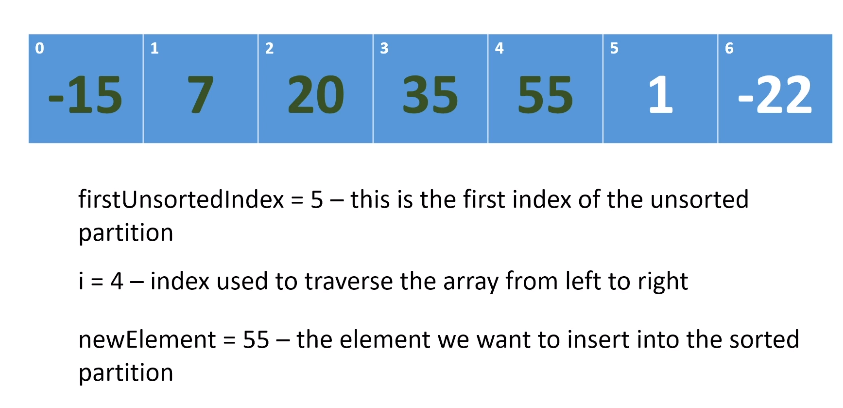 0 1 2 3 4 5 6
-15 7 20 35 55 1 -22
firstUnsortedIndex = 5 – this is the first index of the unsorted
partition
i = 4 – index used to traverse the array from left to right
newElement = 55 – the element we want to insert into the sorted
partition